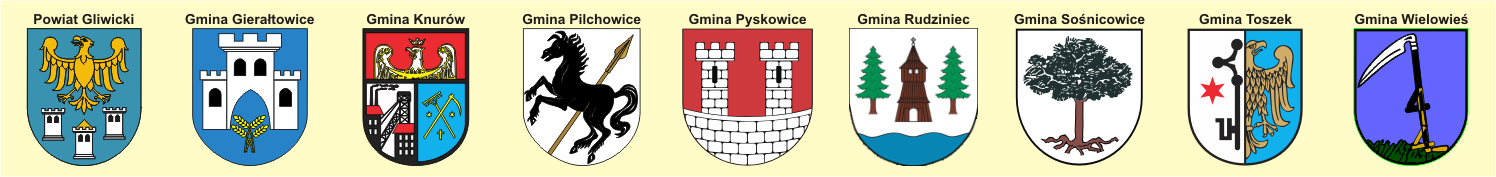 Powiat Gliwicki Gmina Gierałtowice Gmina Knurów Gmina Pilchowice Gmina Pyskowice Gmina Rudziniec Gmina Sośnicowice Gmina Toszek Gmina Wielowieś